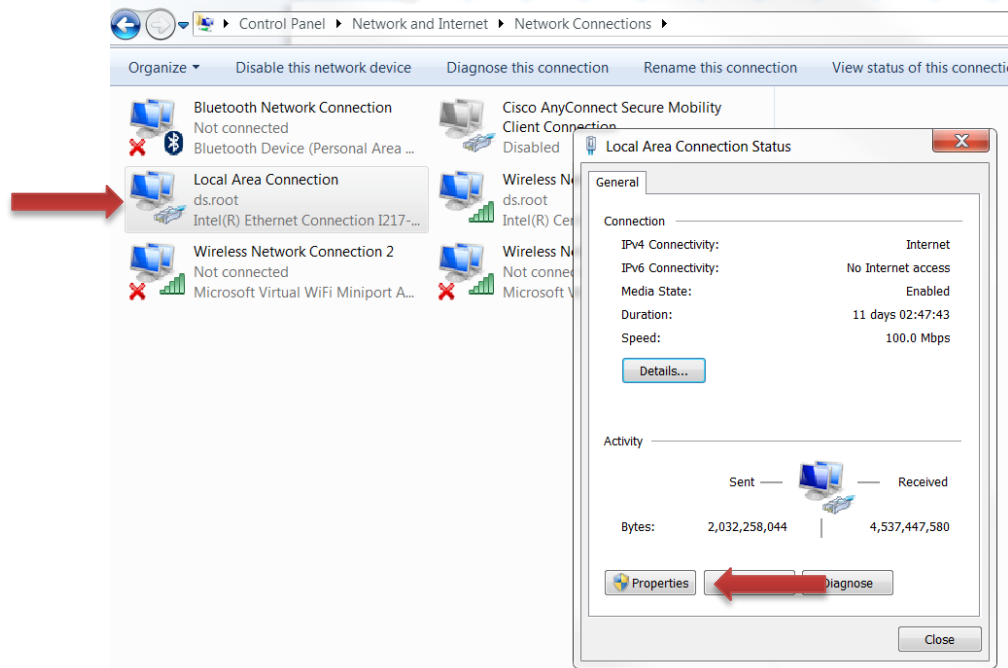 Control Panel Network and Internet Network Connections
Organize Disable this network device Diagnose this connection Rename this connection View status of this
Bluetooth Network Connection
Not connected
Bluetooth Device (Personal Area ...
Cisco AnyConnect Secure Mobility
Client Connection
Disabled
Local Area Connection
ds.root
Intel(R) Ethernet Connection I217-...
Wireless
ds.root
Intel(R)
Wireless Network Connection 2
Not connected
Microsoft Virtual WiFi Miniport A...
Wireless
Not
Microsoft
Local Area Connection Status
General
Connection
IPv4 Connectivity: Internet
IPv6 Connectivity: No Internet access
Media State: Enabled
Duration: 11 days 02:47:43
Speed: 100.0 Mbps
Details...
Activity
Sent Received
Bytes: 2,032,258,044 4,537,447,580
Properties Diagnose
Close